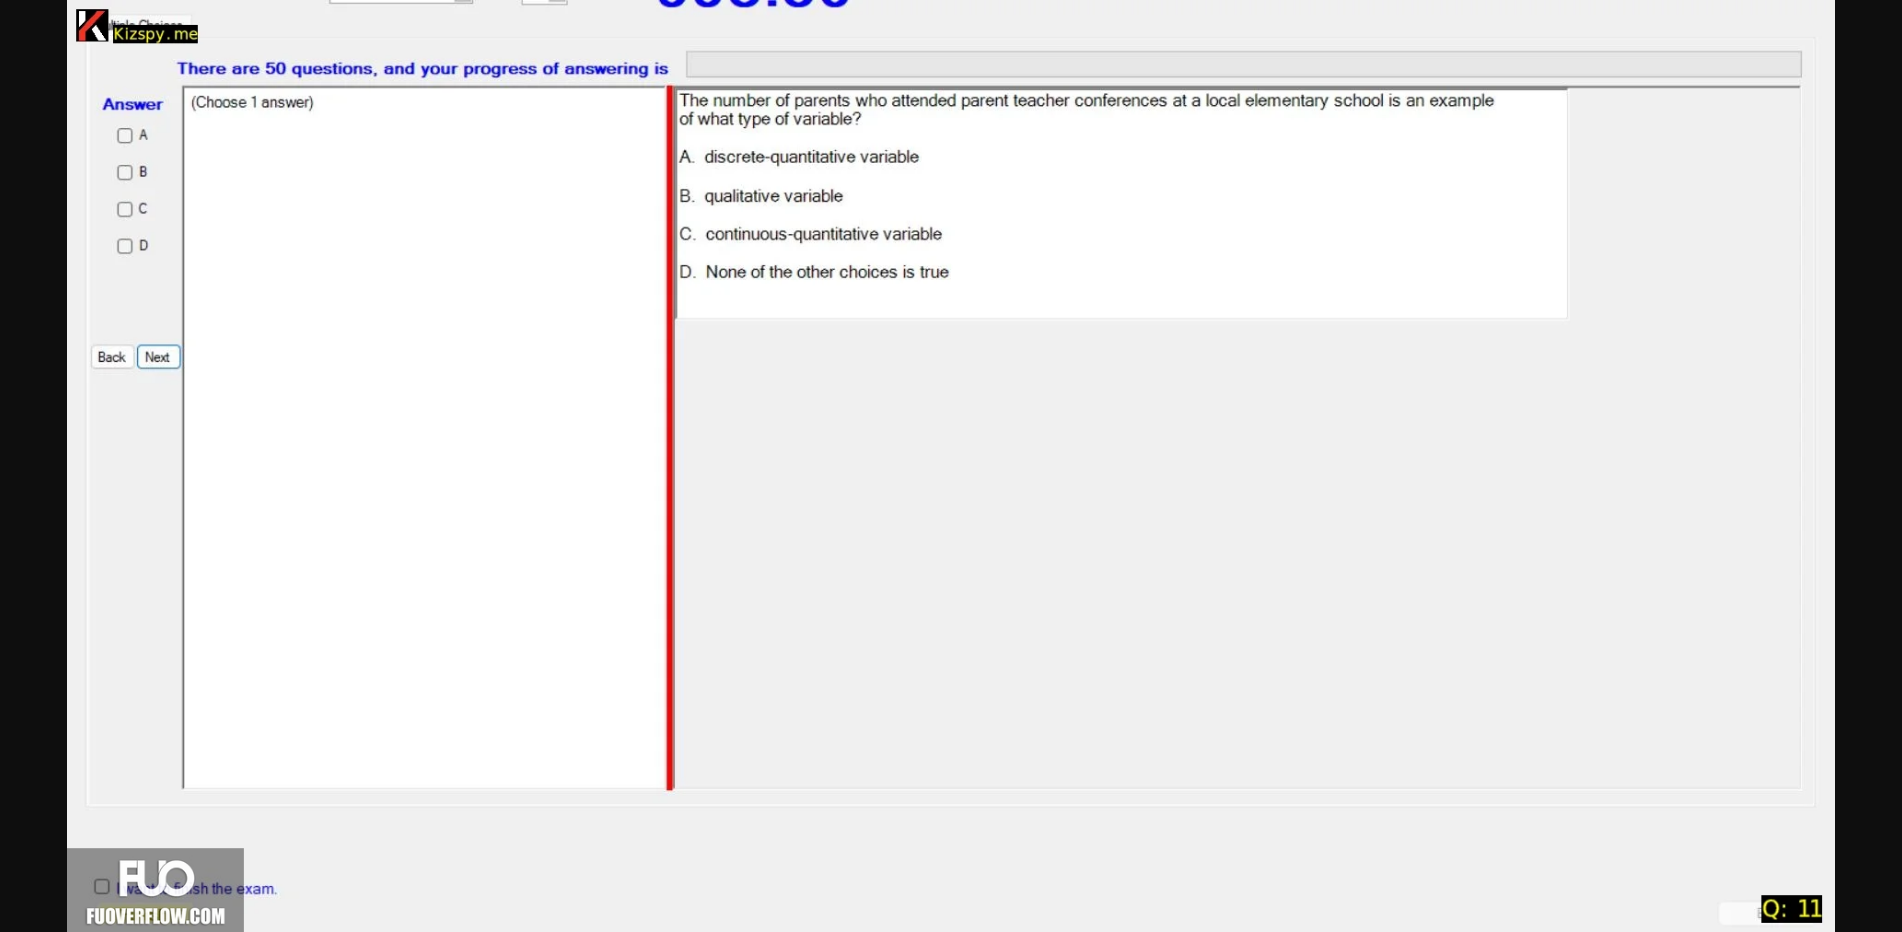 Kizspy.me
There are 50 questions, and your progress of answering is
Answer
(Choose 1 answer)
A
B
C
D
Back
Next
The number of parents who attended parent teacher conferences at a local elementary school is an example
of what type of variable?
A. discrete-quantitative variable
B. qualitative variable
C. continuous-quantitative variable
D. None of the other choices is true
FUO
the exam.
FUOVERFLOW.COM
Q: 11